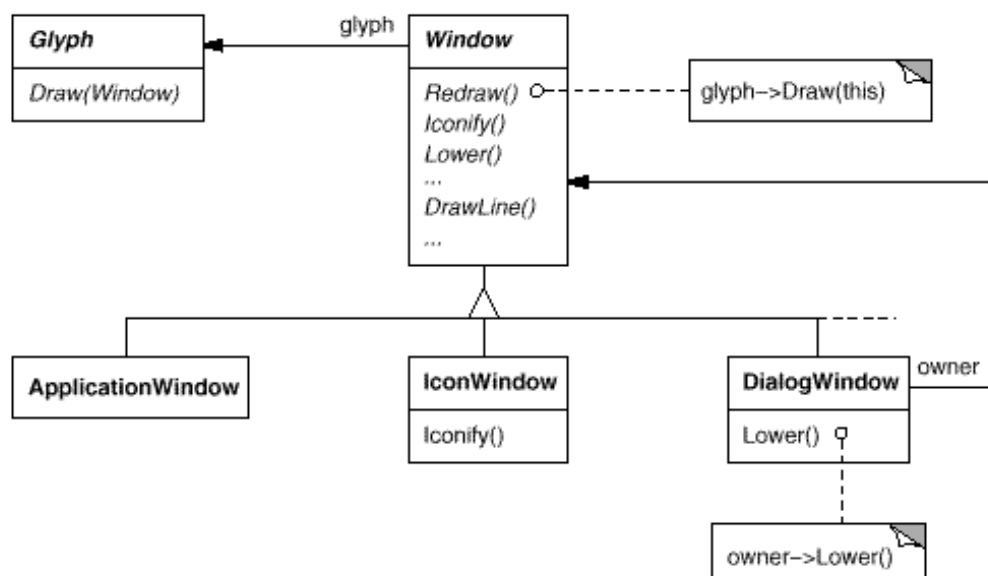 glyph
Glyph
Draw(Window)
Window
Redraw()
Iconify()
Lower()
...
DrawLine()
...
glyph->Draw(this)
ApplicationWindow
IconWindow
Iconify()
DialogWindow
Lower()
owner
owner->Lower()